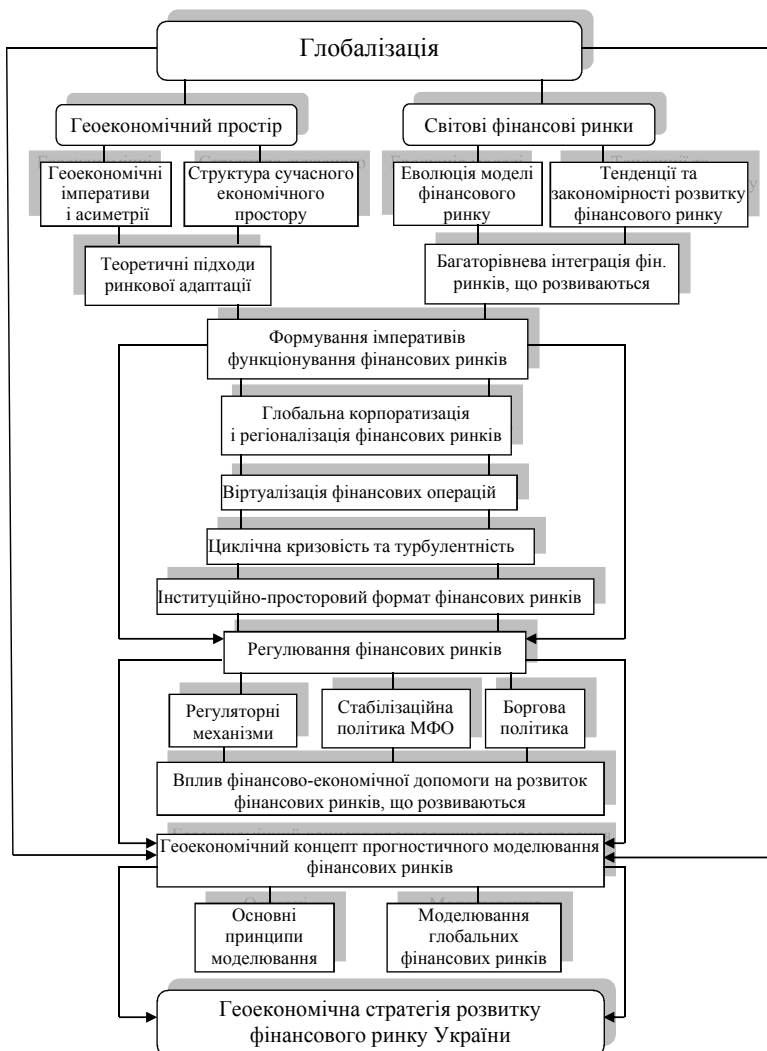 Глобалізація
Геоекономічний простір
Світові фінансові ринки
Геоекономічні
імперативи
і асиметрії
Структура сучасного
економічного
простору
Еволюція моделі
фінансового
ринку
Тенденції та
закономірності розвитку
фінансового ринку
Теоретичні підходи
ринкової адаптації
Багаторівнева інтеграція фін.
ринків, що розвиваються
Формування імперативів
функціонування фінансових ринків
Глобальна корпоратизація
і регіоналізація фінансових ринків
Віртуалізація фінансових операцій
Циклічна кризовість та турбулентність
Інституційно-просторовий формат фінансових ринків
Регулювання фінансових ринків
Регуляторні
механізми
Стабілізаційна
політика МФО
Боргова
політика
Вплив фінансово-економічної допомоги на розвиток
фінансових ринків, що розвиваються
Геоекономічний концепт прогностичного моделювання
фінансових ринків
Основні
принципи
моделювання
Моделювання
глобальних
фінансових ринків
Геоекономічна стратегія розвитку
фінансового ринку України